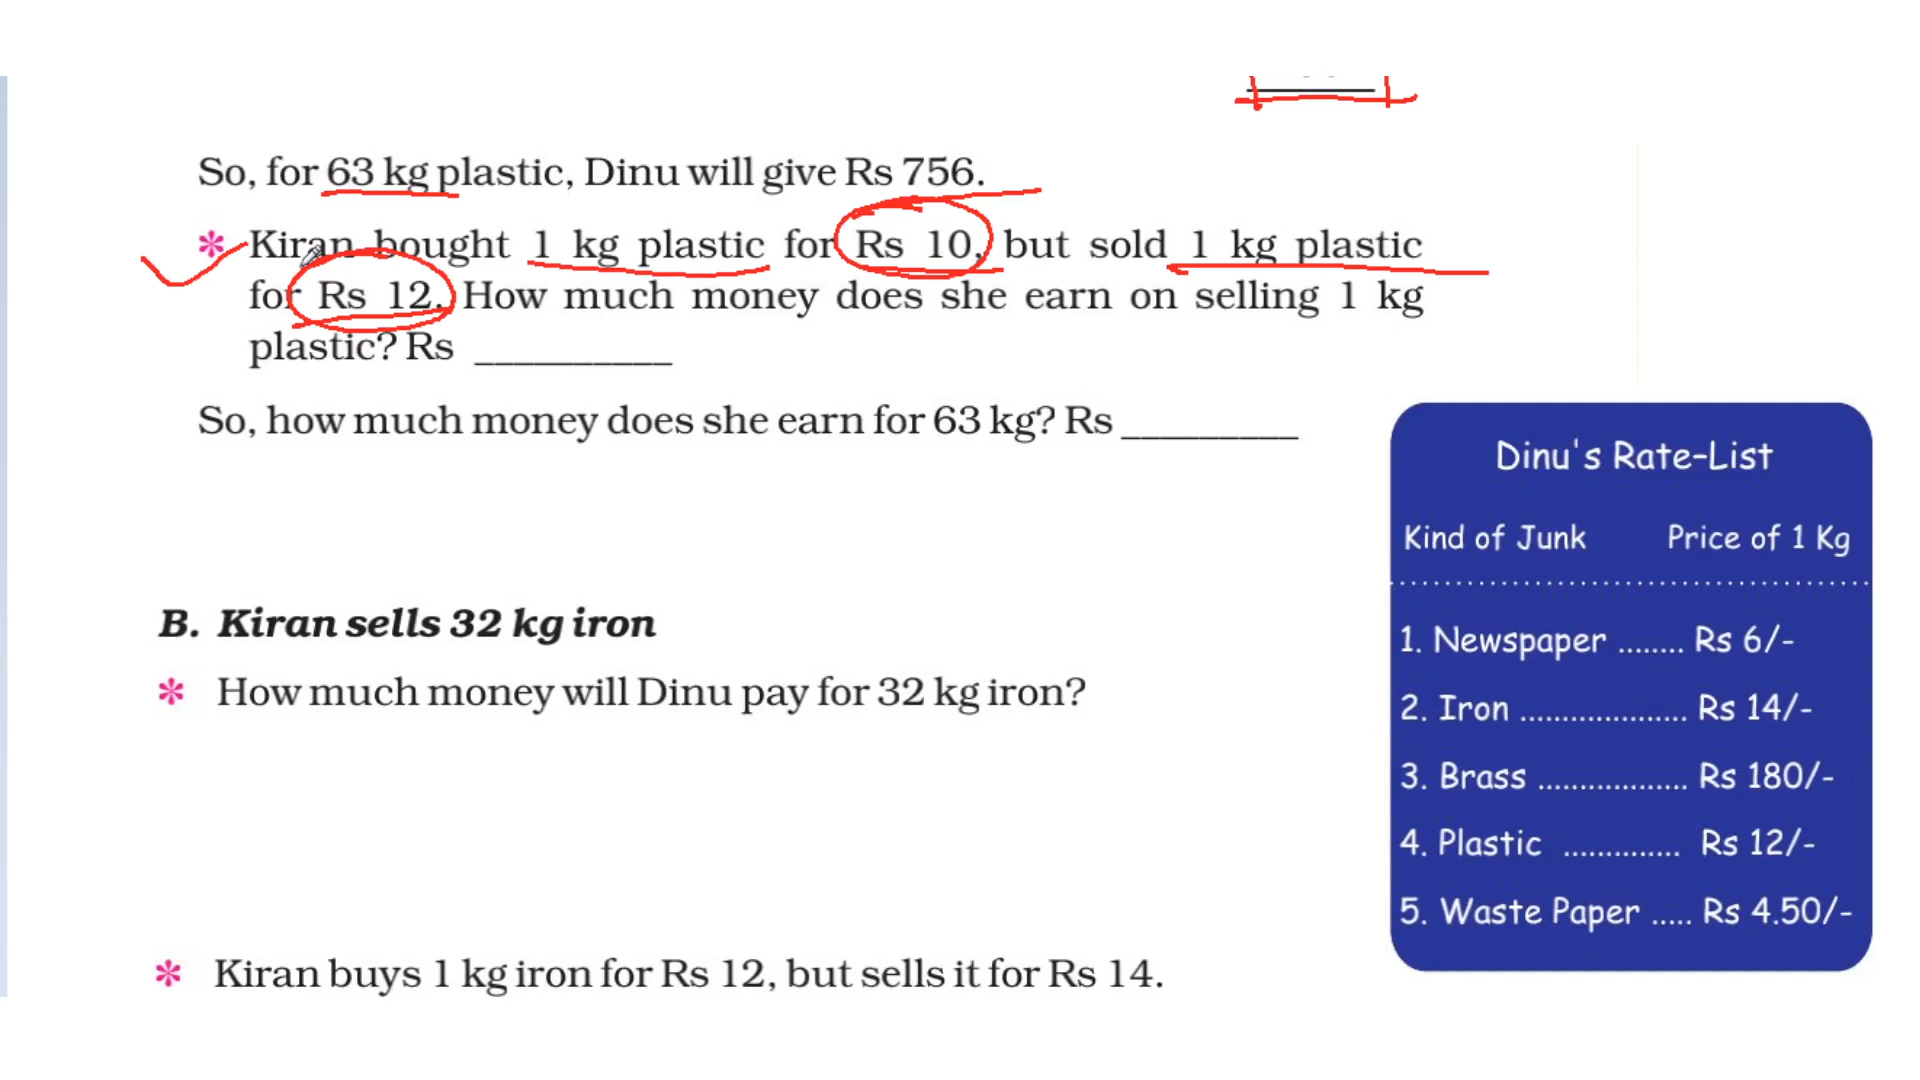 So, for 63 kg plastic, Dinu will give Rs 756.
* Kiran bought 1 kg plastic for Rs 10, but sold 1 kg plastic
for Rs 12. How much money does she earn on selling 1 kg
plastic? Rs __________
So, how much money does she earn for 63 kg? Rs _________
B. Kiran sells 32 kg iron
* How much money will Dinu pay for 32 kg iron?
* Kiran buys 1 kg iron for Rs 12, but sells it for Rs 14.
Dinu's Rate-List
Kind of Junk Price of 1 Kg
1. Newspaper ........ Rs 6/-
2. Iron .................... Rs 14/-
3. Brass .................. Rs 180/-
4. Plastic .............. Rs 12/-
5. Waste Paper ..... Rs 4.50/-